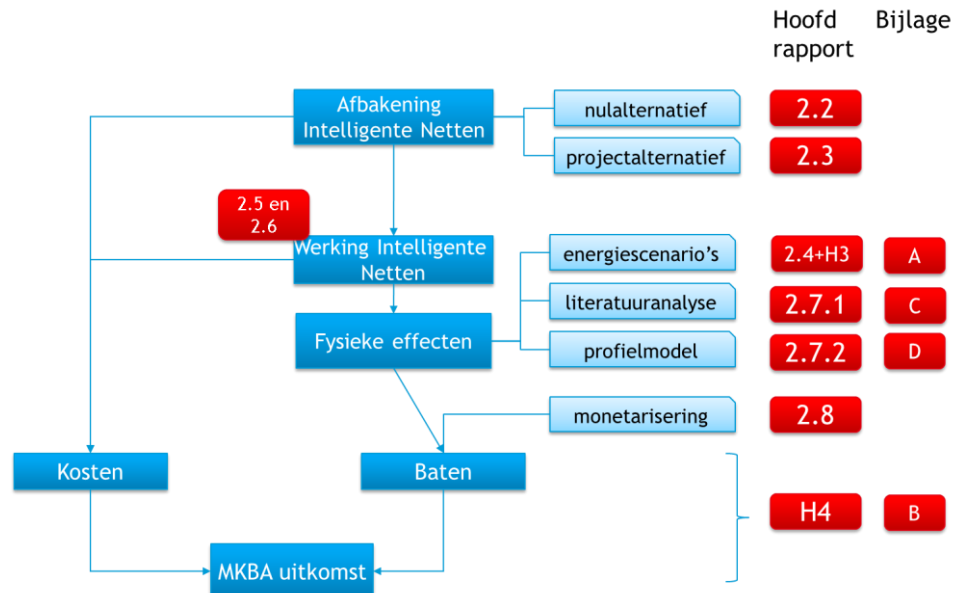 Hoofd
rapport
Bijlage
Afbakening
Intelligente Netten
nulalternatief
2.2
projectalternatief
2.3
2.5 en
2.6
Werking Intelligente
Netten
energiescenario’s
2.4+H3
A
literatuuranalyse
2.7.1
C
Fysieke effecten
profielmodel
2.7.2
D
monetarisering
2.8
Kosten
Baten
H4
B
MKBA uitkomst